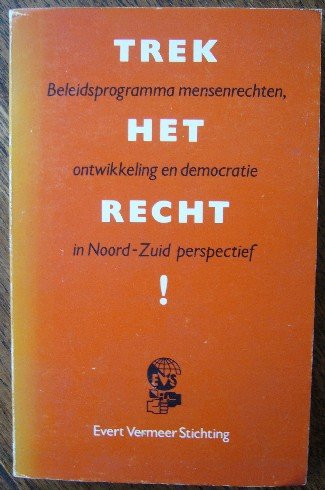 TREK
Beleidsprogramma mensenrechten,
HET
ontwikkeling en democratie
RECHT
in Noord-Zuid perspectief
!
EVS
Evert Vermeer Stichting